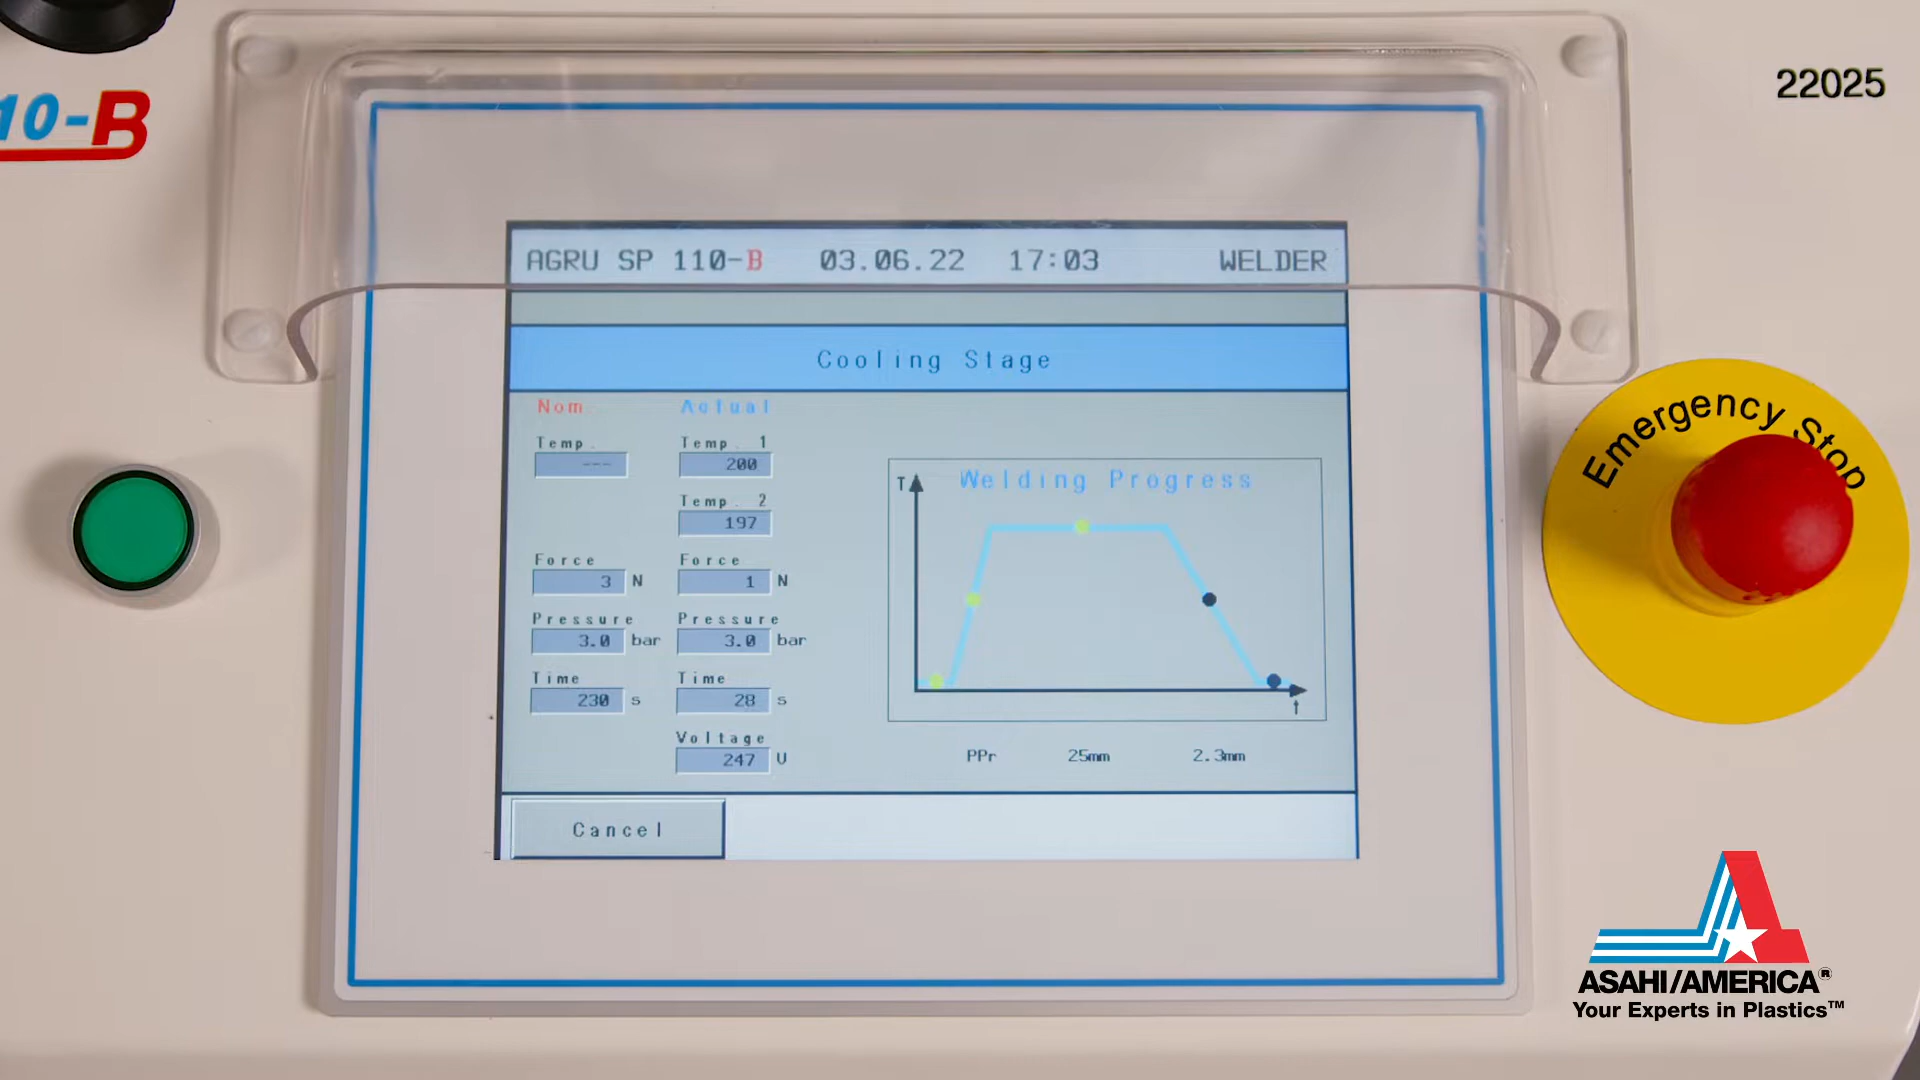 10-B
22025
AGRU SP 110-B 03.06.22 17:03 WELDER
Cooling Stage
Nom. Actual
Temp. Temp. 1
--- 200
Temp. 2
197
Force Force
3 N 1 N
Pressure Pressure
3.0 bar 3.0 bar
Time Time
230 s 28 s
Voltage
247 U
Welding Progress
T
t
PPr 25mm 2.3mm
Cancel
Emergency Stop
ASAHI/AMERICA®
Your Experts in Plastics™